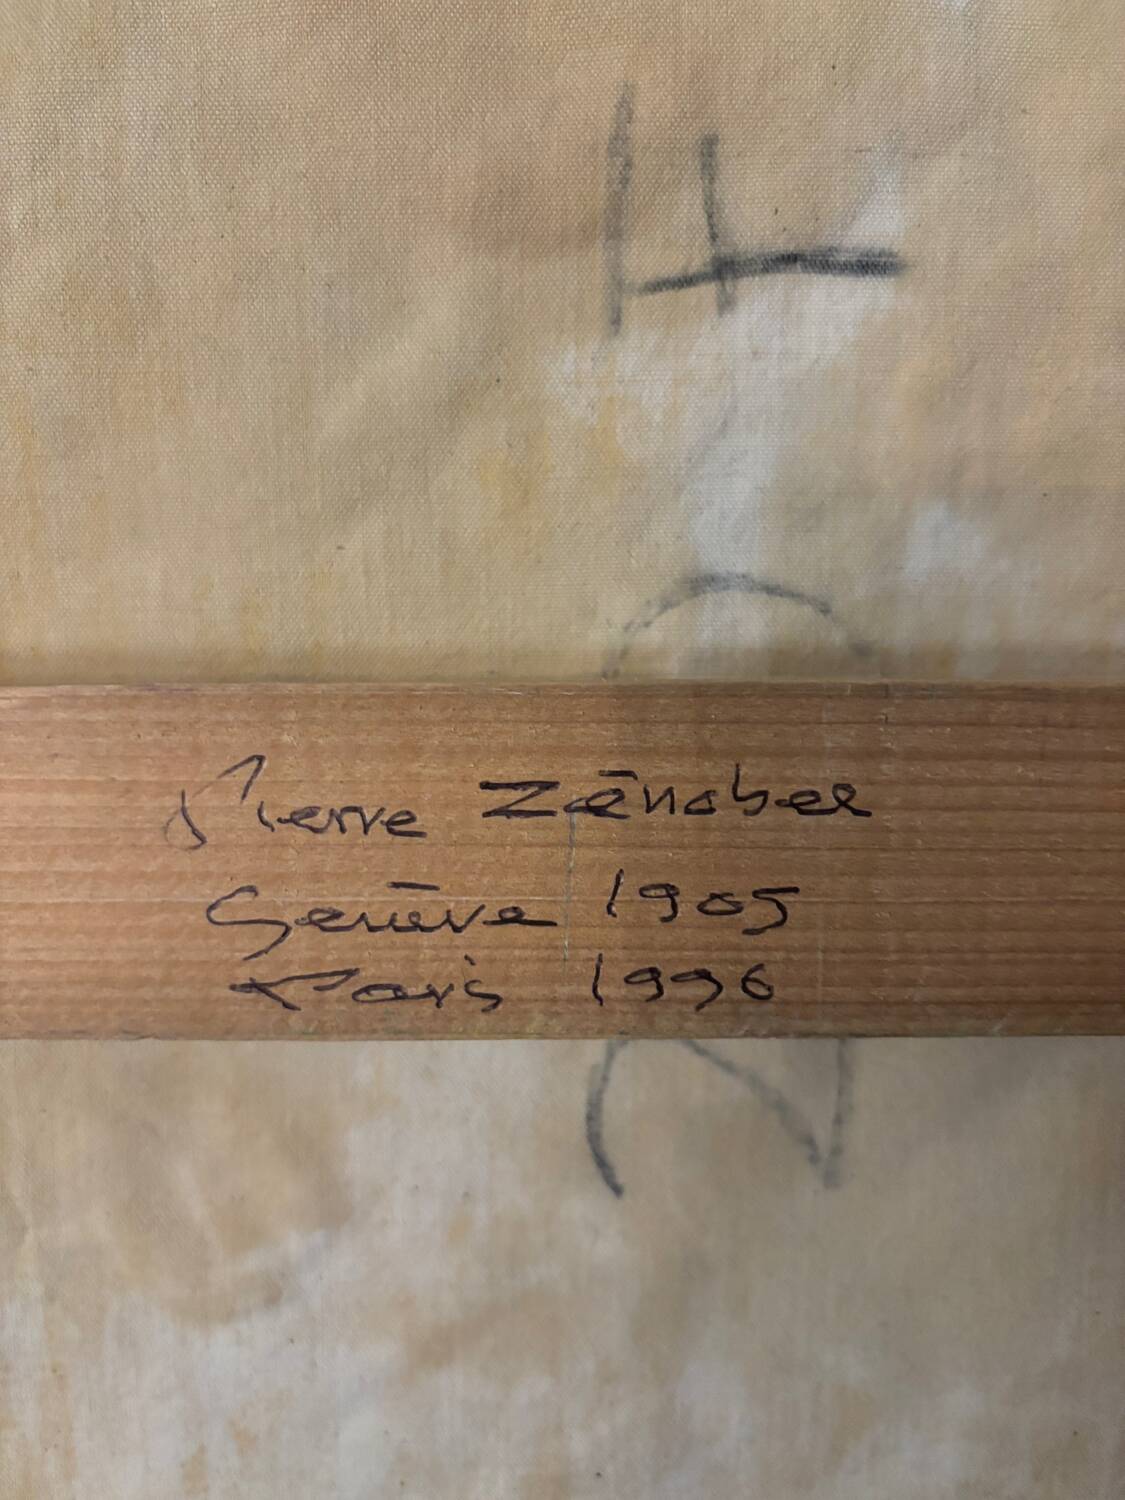 Pierre Zénobel
Genève 1905
Paris 1996